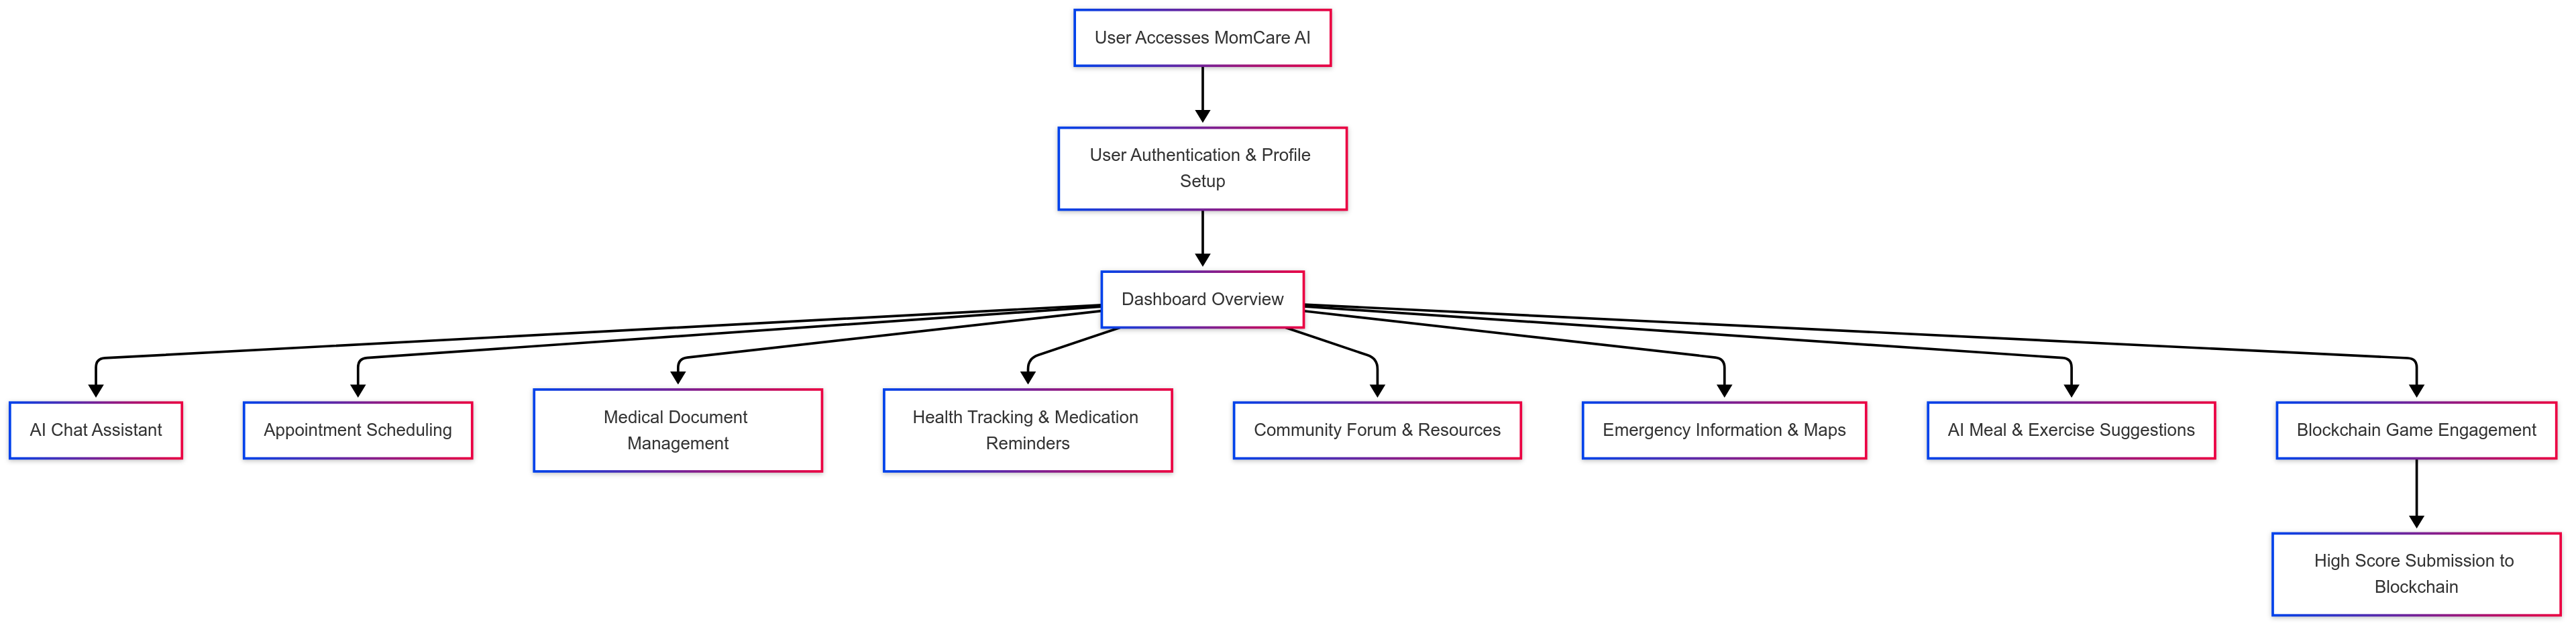 User Accesses MomCare AI
User Authentication & Profile
Setup
Dashboard Overview
AI Chat Assistant
Appointment Scheduling
Medical Document
Management
Health Tracking & Medication
Reminders
Community Forum & Resources
Emergency Information & Maps
AI Meal & Exercise Suggestions
Blockchain Game Engagement
High Score Submission to
Blockchain